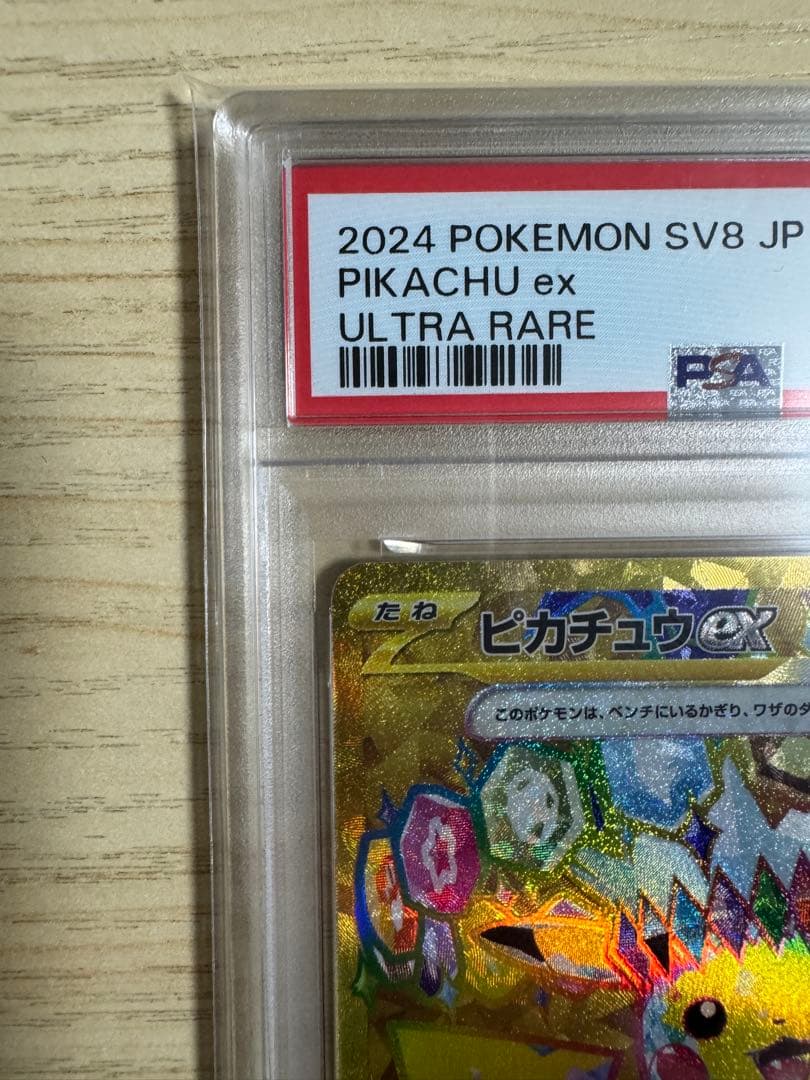 2024 POKEMON SV8 JP
PIKACHU ex
ULTRA RARE
PSA
たね
ピカチュウex
このポケモンは、ベンチにいるかぎり、ワザのダ